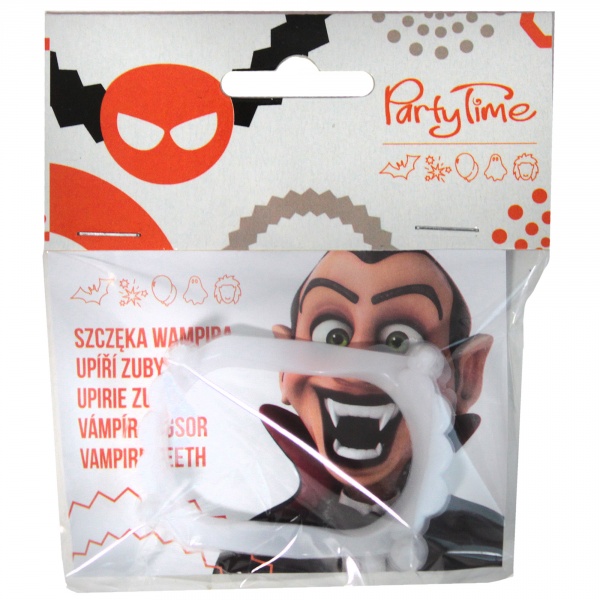 PartyTime
SZCZĘKA WAMPIRA
UPÍŘÍ ZUBY
UPIRIE
VÁMPÍR
TEETH